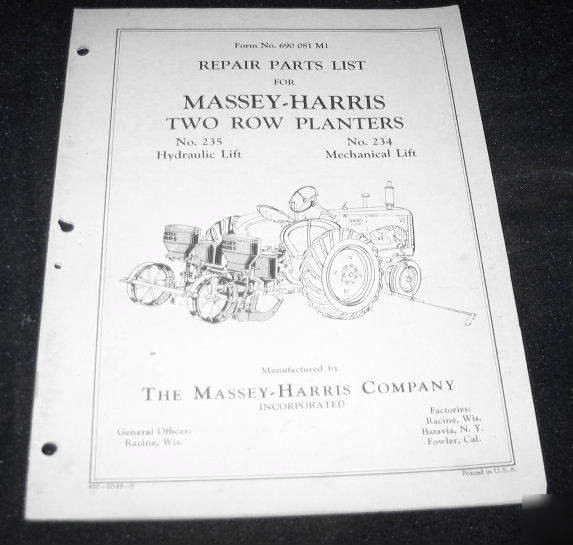 Form No. 690 081 M1
REPAIR PARTS LIST
FOR
MASSEY-HARRIS
TWO ROW PLANTERS
No. 235
Hydraulic Lift
No. 234
Mechanical Lift
MASSEY
HARRIS
Manufactured by
THE MASSEY-HARRIS COMPANY
INCORPORATED
General Offices:
Racine, Wis.
Factories:
Racine, Wis.
Batavia, N. Y.
Fowler, Cal.
Printed in U. S. A.